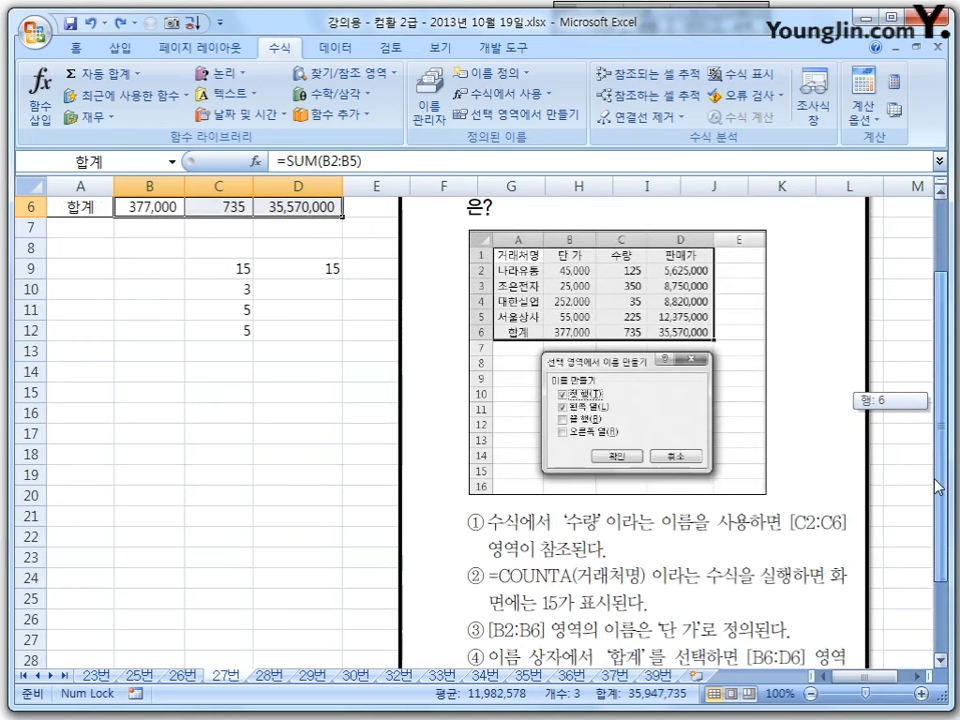 강의용 - 컴활 2급 - 2013년 10월 19일.xlsx - Microsoft Excel
YoungJin.com Y.
홈 삽입 페이지 레이아웃 수식 데이터 검토 보기 개발 도구
fx 함수 삽입
Σ 자동 합계
최근에 사용한 함수
재무
논리
텍스트
날짜 및 시간
찾기/참조 영역
수학/삼각
함수 추가
함수 라이브러리
이름 관리자
이름 정의
수식에서 사용
선택 영역에서 만들기
정의된 이름
참조되는 셀 추적
참조하는 셀 추적
연결선 제거
수식 표시
오류 검사
수식 계산
수식 분석
조사식 창
계산 옵션
계산
합계 fx =SUM(B2:B5)
A B C D E F G H I J K L M
6 합계 377,000 735 35,570,000
7
8
9 15 15
10 3
11 5
12 5
13
14
15
16
17
18
19
20
21
22
23
24
25
26
27
28
은?
A B C D E
1 거래처명 단 가 수량 판매가
2 나라유통 45,000 125 5,625,000
3 조은전자 25,000 350 8,750,000
4 대한실업 252,000 35 8,820,000
5 서울상사 55,000 225 12,375,000
6 합계 377,000 735 35,570,000
7
8
9
10
11
12
13
14
15
16
선택 영역에서 이름 만들기
이름 만들기
첫 행(T)
왼쪽 열(L)
끝 행(B)
오른쪽 열(R)
확인 취소
행: 6
① 수식에서 '수량'이라는 이름을 사용하면 [C2:C6]
영역이 참조된다.
② =COUNTA(거래처명) 이라는 수식을 실행하면 화
면에는 15가 표시된다.
③ [B2:B6] 영역의 이름은 '단 가'로 정의된다.
④ 이름 상자에서 '합계'를 선택하면 [B6:D6] 영역
23번 25번 26번 27번 28번 29번 30번 32번 33번 34번 35번 36번 37번 39번
준비 Num Lock 평균: 11,982,578 개수: 3 합계: 35,947,735 100%